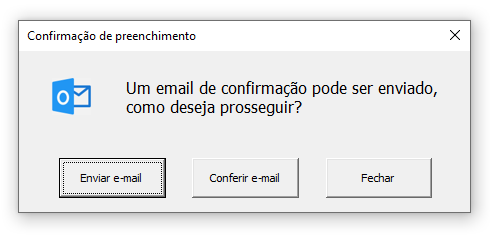 Confirmação de preenchimento
Um email de confirmação pode ser enviado,
como deseja prosseguir?
Enviar e-mail
Conferir e-mail
Fechar